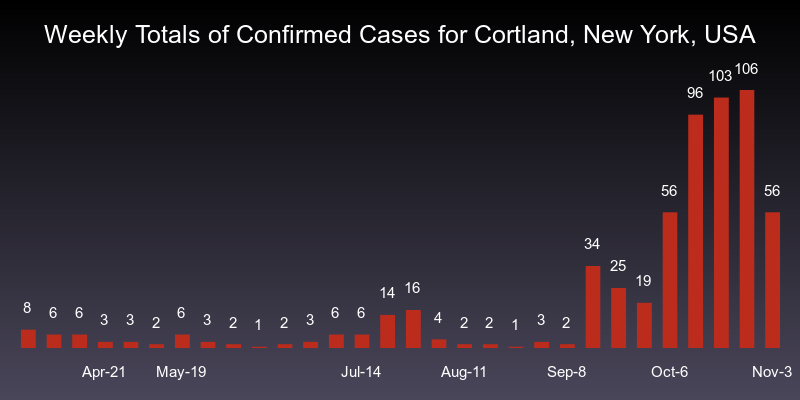 Weekly Totals of Confirmed Cases for Cortland, New York, USA
8 6 6 3 3 2 6 3 2 1 2 3 6 6 14 16 4 2 2 1 3 2 34 25 19 56 96 103 106 56
Apr-21 May-19 Jul-14 Aug-11 Sep-8 Oct-6 Nov-3